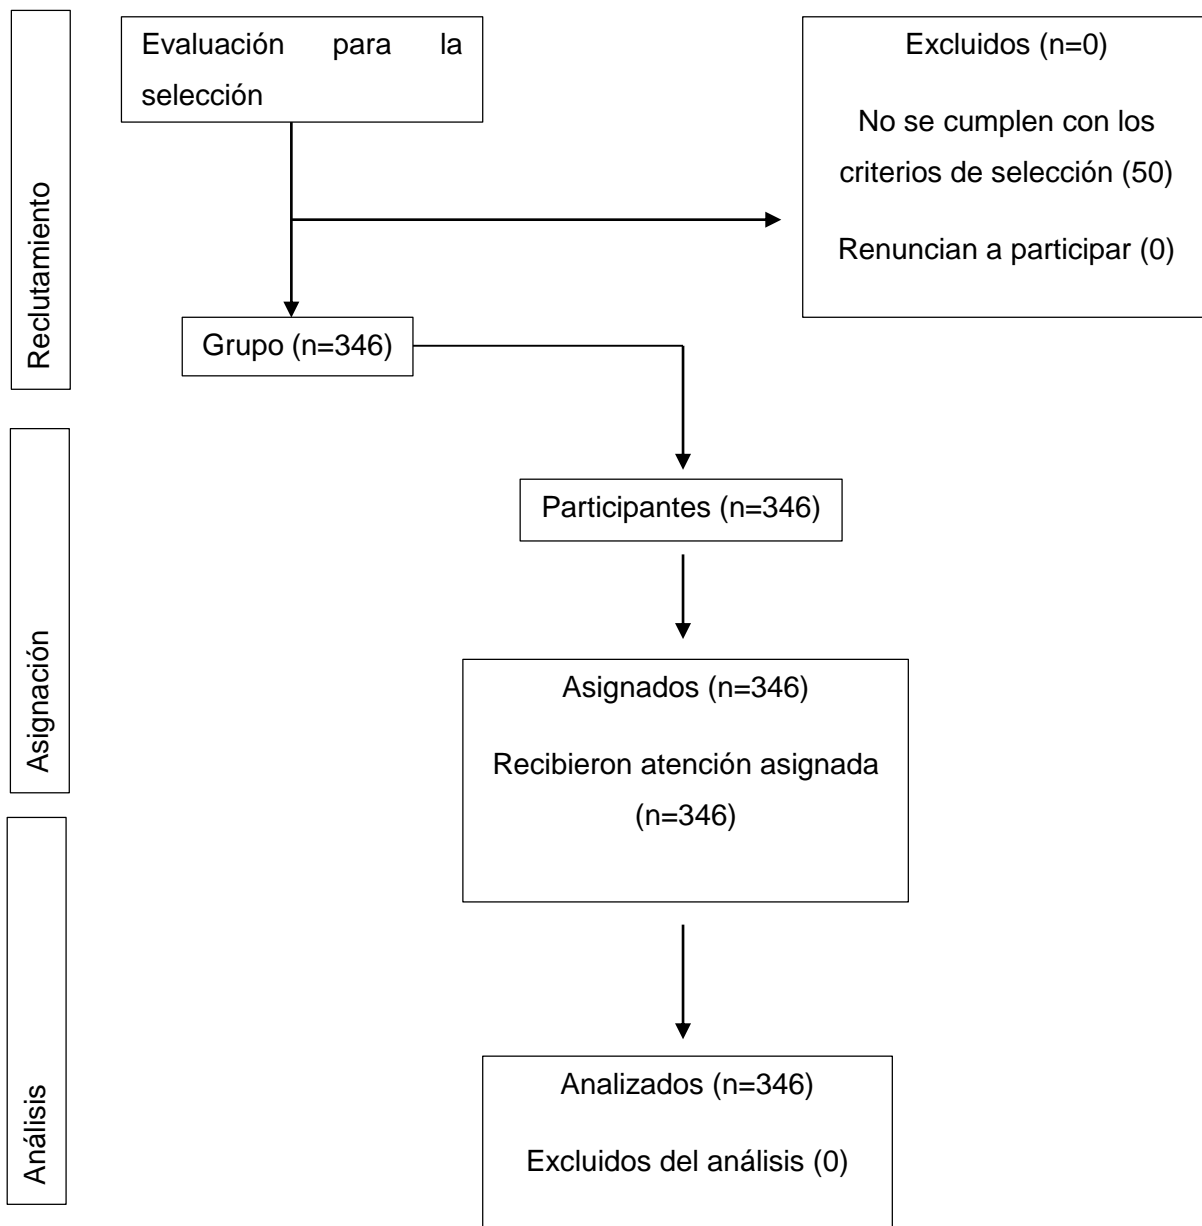 Reclutamiento
Evaluación para la
selección
Excluidos (n=0)
No se cumplen con los
criterios de selección (50)
Renuncian a participar (0)
Grupo (n=346)
Asignación
Participantes (n=346)
Asignados (n=346)
Recibieron atención asignada
(n=346)
Análisis
Analizados (n=346)
Excluidos del análisis (0)